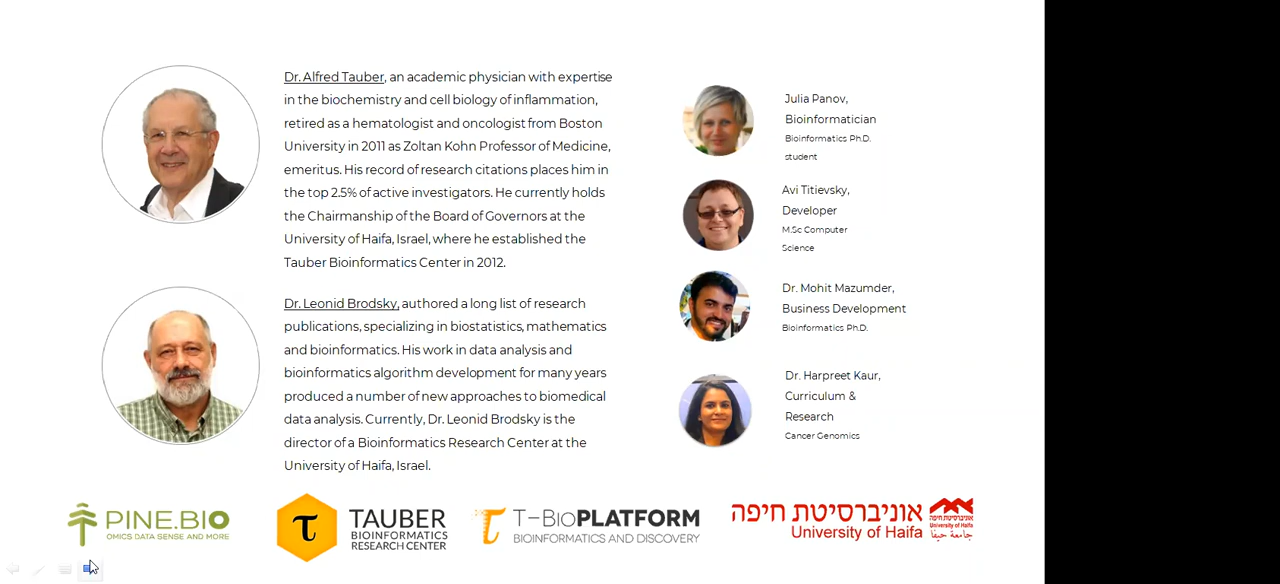 Dr. Alfred Tauber, an academic physician with expertise
in the biochemistry and cell biology of inflammation,
retired as a hematologist and oncologist from Boston
University in 2011 as Zoltan Kohn Professor of Medicine,
emeritus. His record of research citations places him in
the top 2.5% of active investigators. He currently holds
the Chairmanship of the Board of Governors at the
University of Haifa, Israel, where he established the
Tauber Bioinformatics Center in 2012.
Dr. Leonid Brodsky, authored a long list of research
publications, specializing in biostatistics, mathematics
and bioinformatics. His work in data analysis and
bioinformatics algorithm development for many years
produced a number of new approaches to biomedical
data analysis. Currently, Dr. Leonid Brodsky is the
director of a Bioinformatics Research Center at the
University of Haifa, Israel.
Julia Panov,
Bioinformatician
Bioinformatics Ph.D.
student
Avi Titievsky,
Developer
M.Sc Computer
Science
Dr. Mohit Mazumder,
Business Development
Bioinformatics Ph.D.
Dr. Harpreet Kaur,
Curriculum &
Research
Cancer Genomics
PINE.BIO
OMICS DATA SENSE AND MORE
τ
TAUBER
BIOINFORMATICS
RESEARCH CENTER
T-BioPLATFORM
BIOINFORMATICS AND DISCOVERY
אוניברסיטת חיפה
University of Haifa
אוניברסיטת חיפה
University of Haifa
جامعة حيفا